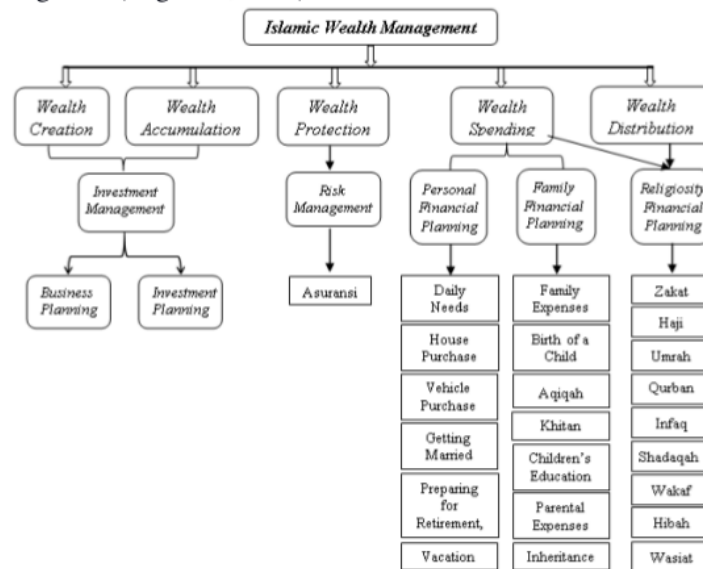 Islamic Wealth Management
Wealth
Creation
Wealth
Accumulation
Wealth
Protection
Wealth
Spending
Wealth
Distribution
Investment
Management
Risk
Management
Personal
Financial
Planning
Family
Financial
Planning
Religiosity
Financial
Planning
Business
Planning
Investment
Planning
Asuransi
Daily
Needs
House
Purchase
Vehicle
Purchase
Getting
Married
Preparing
for
Retirement,
Vacation
Family
Expenses
Birth of a
Child
Aqiqah
Khitan
Children's
Education
Parental
Expenses
Inheritance
Zakat
Haji
Umrah
Qurban
Infaq
Shadaqah
Wakaf
Hibah
Wasiat